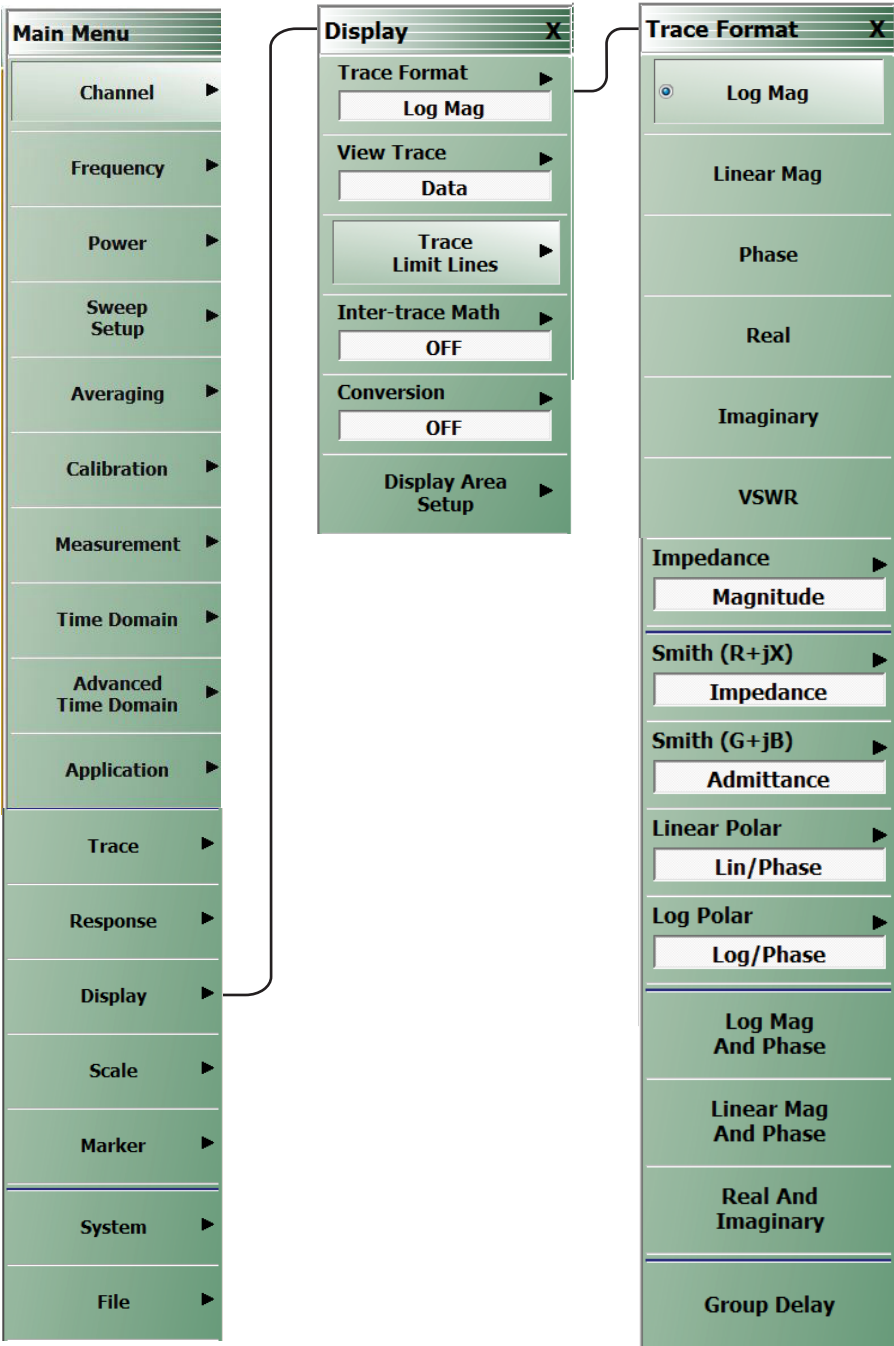 Main Menu
Channel
Frequency
Power
Sweep
Setup
Averaging
Calibration
Measurement
Time Domain
Advanced
Time Domain
Application
Trace
Response
Display
Scale
Marker
System
File
Display X
Trace Format
Log Mag
View Trace
Data
Trace
Limit Lines
Inter-trace Math
OFF
Conversion
OFF
Display Area
Setup
Trace Format X
Log Mag
Linear Mag
Phase
Real
Imaginary
VSWR
Impedance
Magnitude
Smith (R+jX)
Impedance
Smith (G+jB)
Admittance
Linear Polar
Lin/Phase
Log Polar
Log/Phase
Log Mag
And Phase
Linear Mag
And Phase
Real And
Imaginary
Group Delay